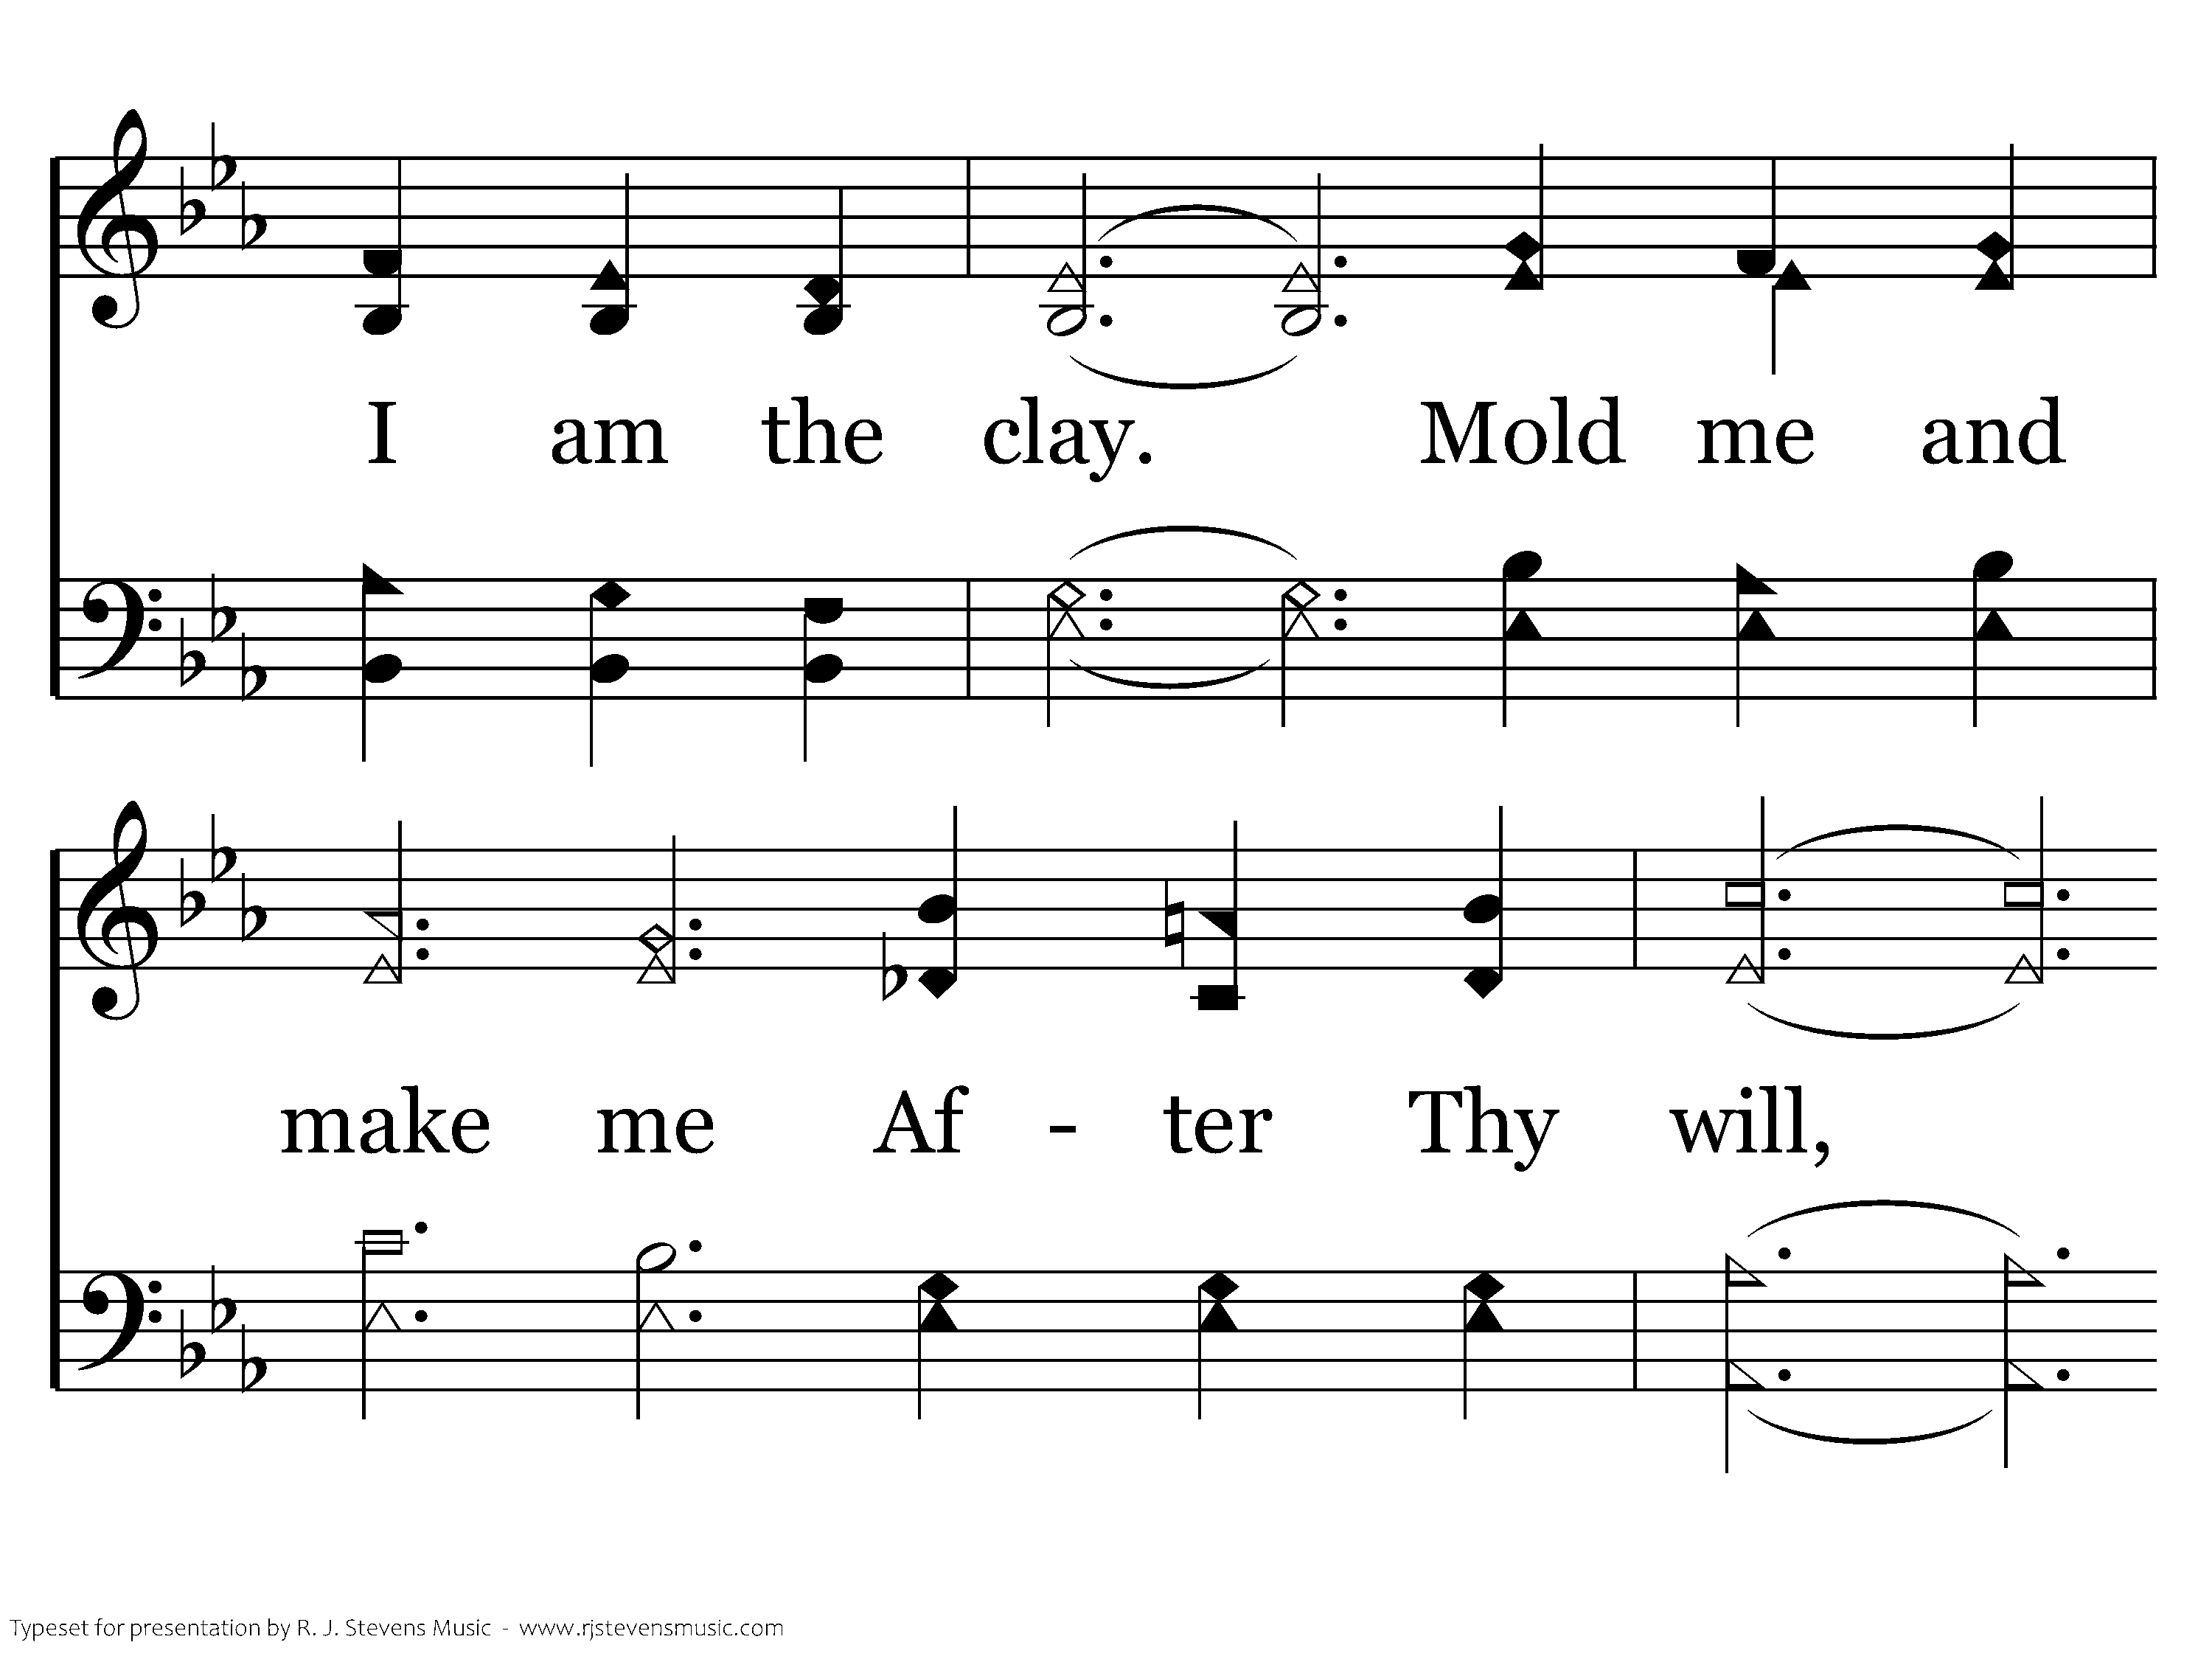 I am the clay. Mold me and
make me Af - ter Thy will,
Typeset for presentation by R. J. Stevens Music - www.rjstevensmusic.com